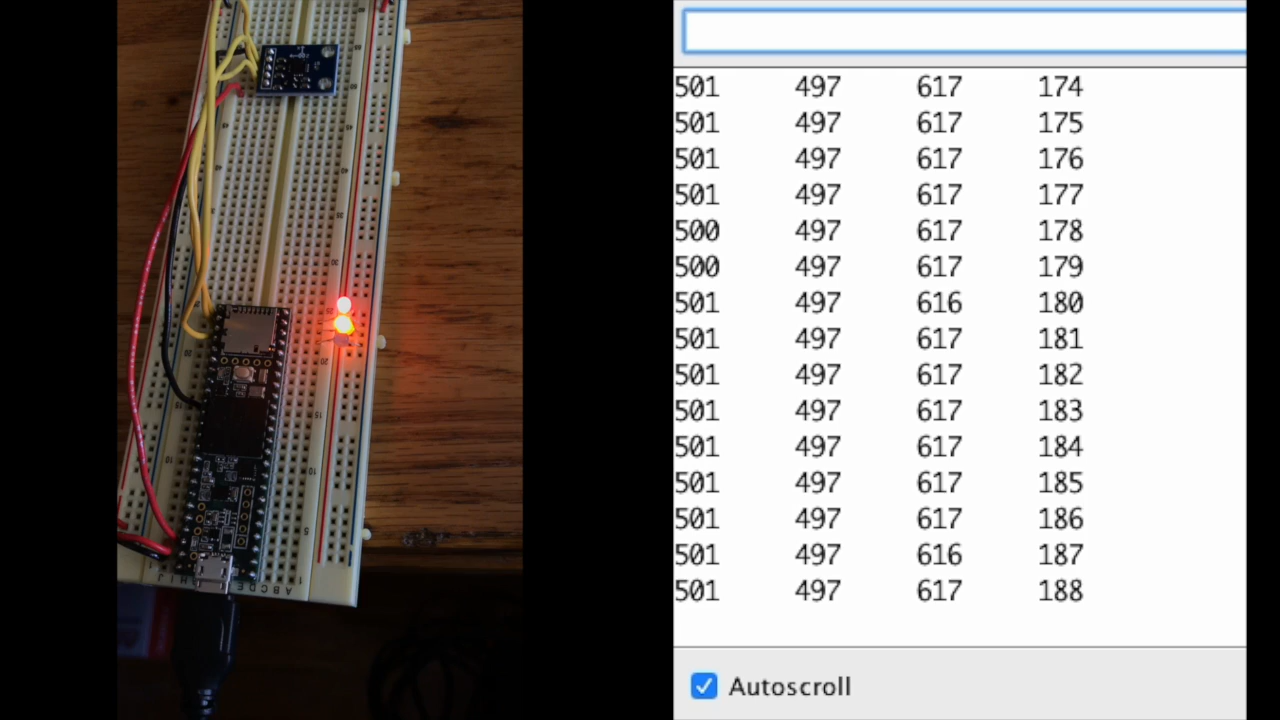 501 497 617 174
501 497 617 175
501 497 617 176
501 497 617 177
500 497 617 178
500 497 617 179
501 497 616 180
501 497 617 181
501 497 617 182
501 497 617 183
501 497 617 184
501 497 617 185
501 497 617 186
501 497 616 187
501 497 617 188
Autoscroll